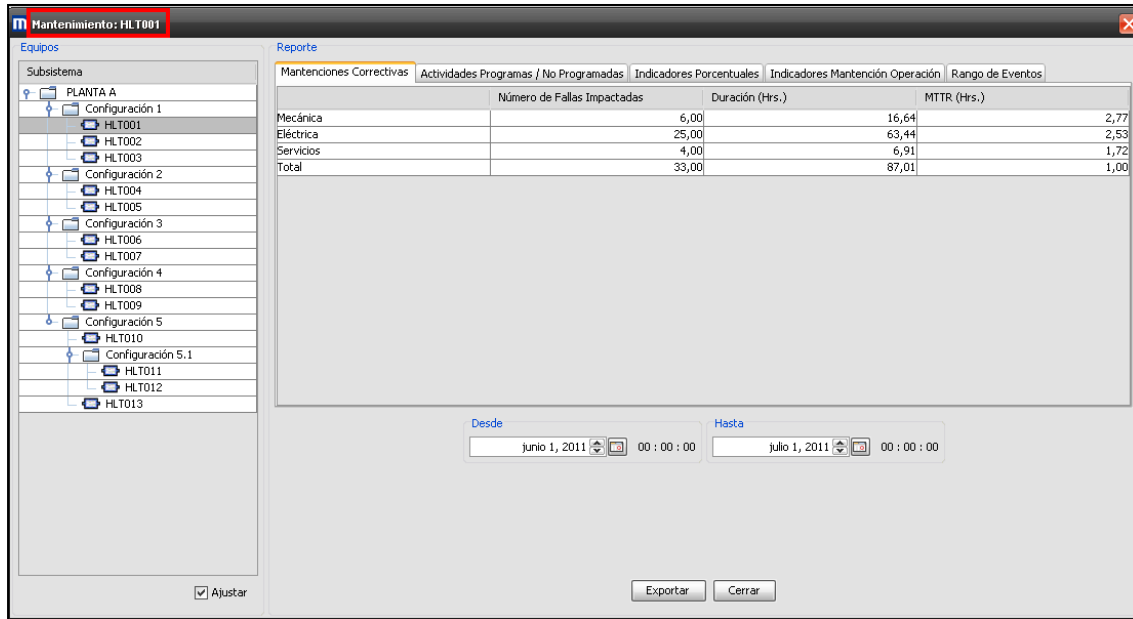 m Mantenimiento: HLT001
Equipos
Subsistema
PLANTA A
Configuración 1
HLT001
HLT002
HLT003
Configuración 2
HLT004
HLT005
Configuración 3
HLT006
HLT007
Configuración 4
HLT008
HLT009
Configuración 5
HLT010
Configuración 5.1
HLT011
HLT012
HLT013
Ajustar
Reporte
Mantenciones Correctivas Actividades Programas / No Programadas Indicadores Porcentuales Indicadores Mantención Operación Rango de Eventos
Número de Fallas Impactadas Duración (Hrs.) MTTR (Hrs.)
Mecánica 6,00 16,64 2,77
Eléctrica 25,00 63,44 2,53
Servicios 4,00 6,91 1,72
Total 33,00 87,01 1,00
Desde Hasta
junio 1, 2011 00 : 00 : 00 julio 1, 2011 00 : 00 : 00
Exportar Cerrar